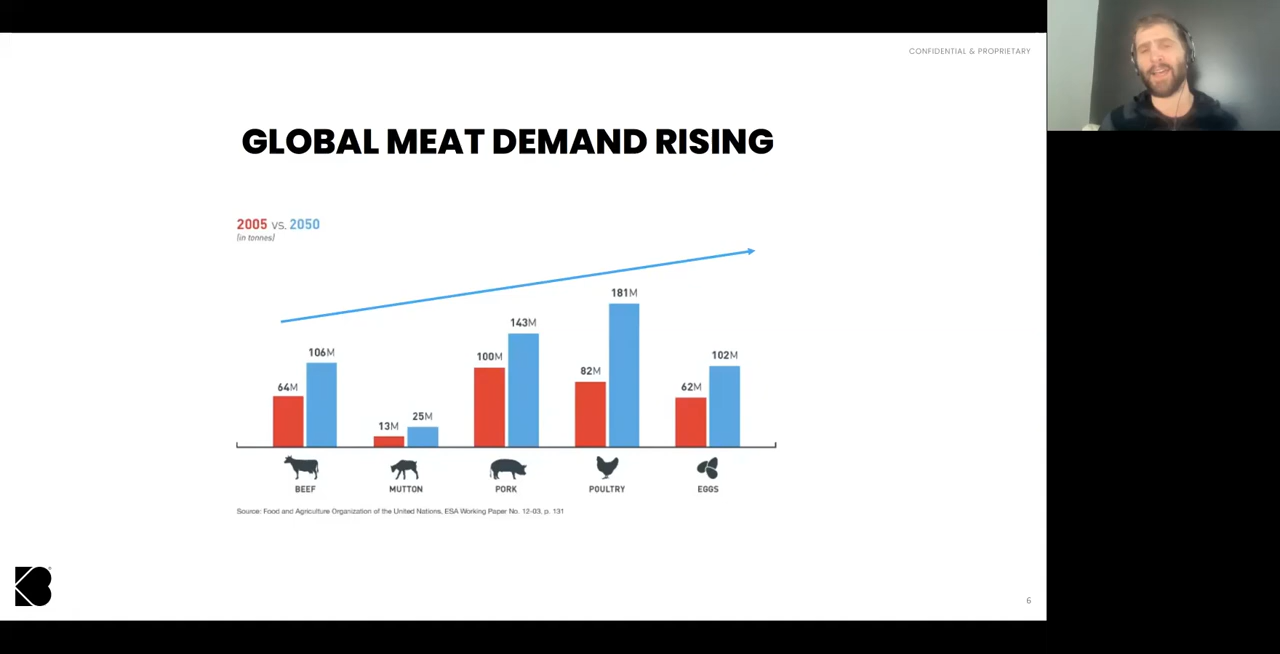 CONFIDENTIAL & PROPRIETARY
GLOBAL MEAT DEMAND RISING
2005 vs. 2050
(in tonnes)
64M
106M
13M
25M
100M
143M
82M
181M
62M
102M
BEEF
MUTTON
PORK
POULTRY
EGGS
Source: Food and Agriculture Organization of the United Nations, ESA Working Paper No. 12-03, p. 131
6